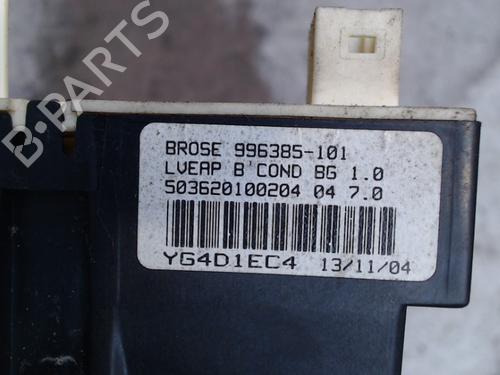 B-PARTS
BROSE 996385-101
LVEAP B'COND BG 1.0
503620100204 04 7.0
YG4D1EC4 13/11/04